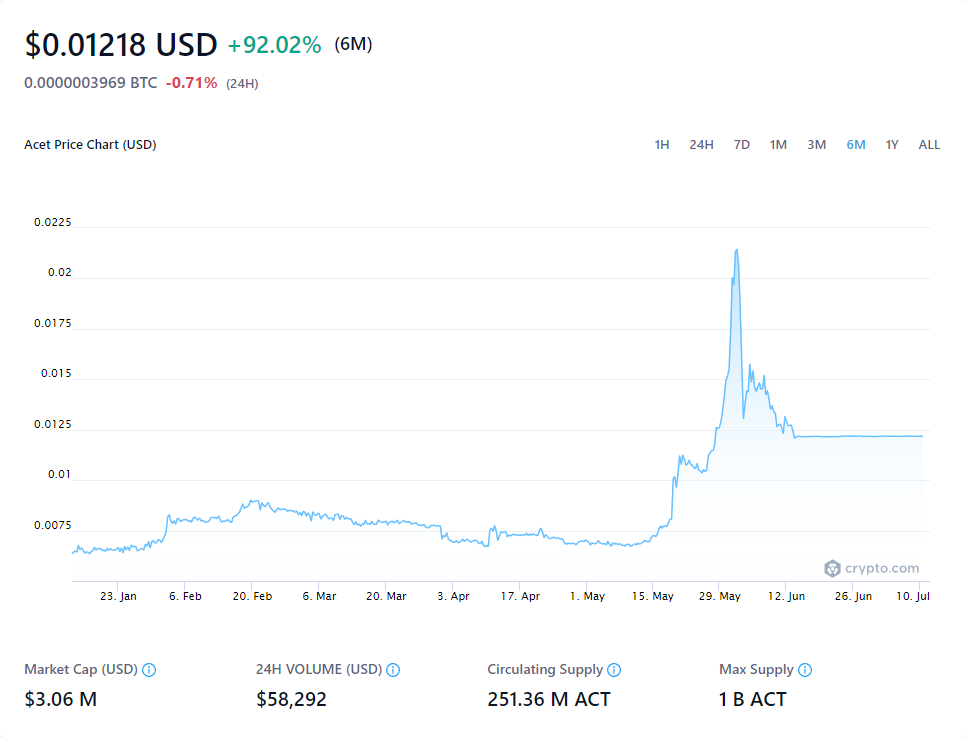 $0.01218 USD +92.02% (6M)
0.0000003969 BTC -0.71% (24H)
Acet Price Chart (USD) 1H 24H 7D 1M 3M 6M 1Y ALL
0.0225
0.02
0.0175
0.015
0.0125
0.01
0.0075
crypto.com
23. Jan 6. Feb 20. Feb 6. Mar 20. Mar 3. Apr 17. Apr 1. May 15. May 29. May 12. Jun 26. Jun 10. Jul
Market Cap (USD) 24H VOLUME (USD) Circulating Supply Max Supply
$3.06 M $58,292 251.36 M ACT 1 B ACT